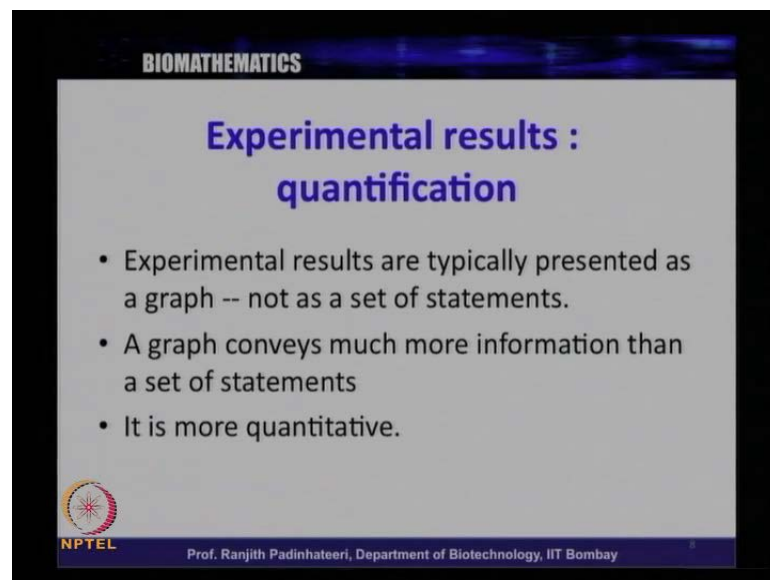 BIOMATHEMATICS
Experimental results :
quantification
• Experimental results are typically presented as
a graph -- not as a set of statements.
• A graph conveys much more information than
a set of statements
• It is more quantitative.
NPTEL
Prof. Ranjith Padinhateeri, Department of Biotechnology, IIT Bombay
8